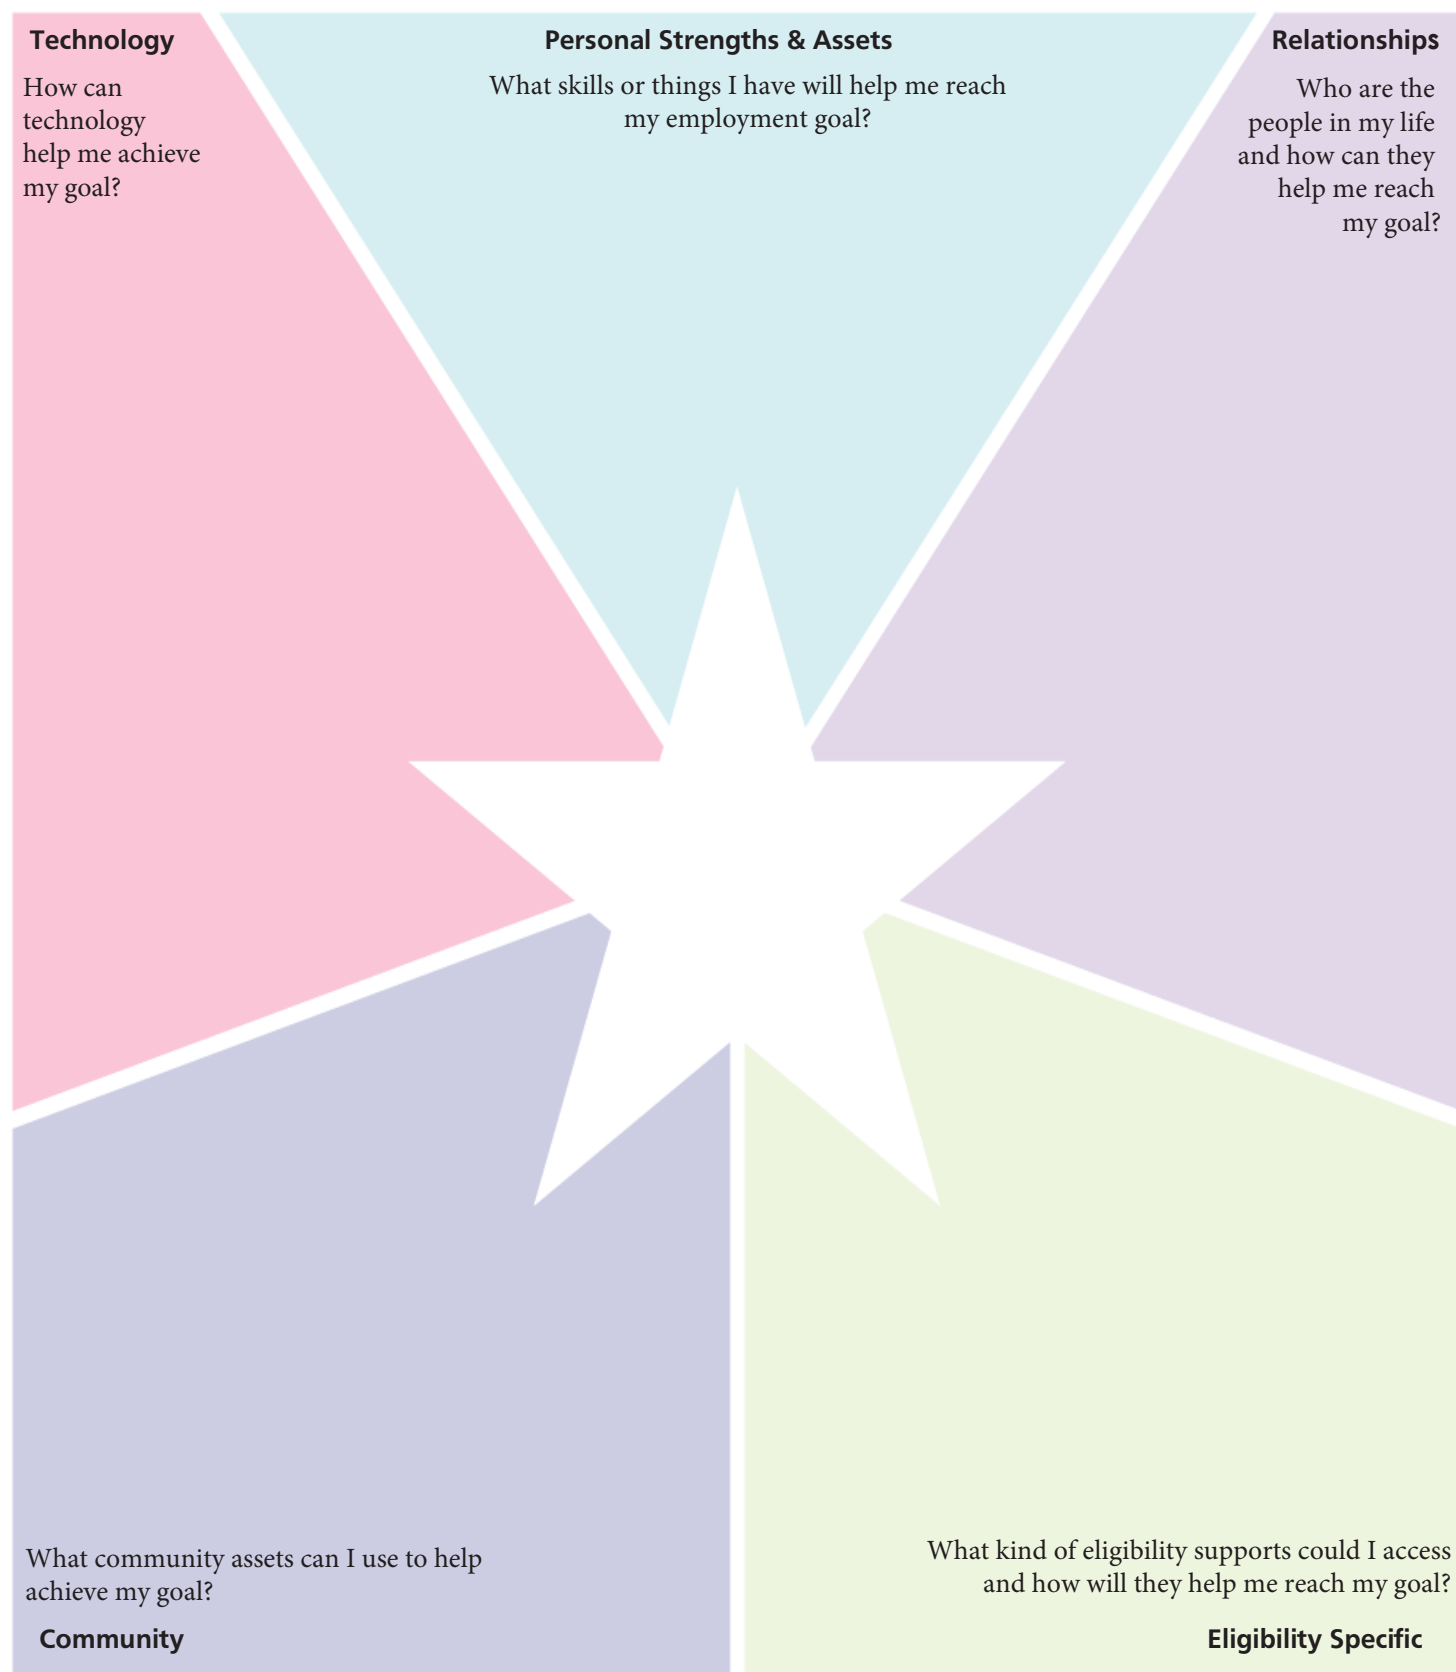 Technology
How can
technology
help me achieve
my goal?
Personal Strengths & Assets
What skills or things I have will help me reach
my employment goal?
Relationships
Who are the
people in my life
and how can they
help me reach
my goal?
What community assets can I use to help
achieve my goal?
Community
What kind of eligibility supports could I access
and how will they help me reach my goal?
Eligibility Specific